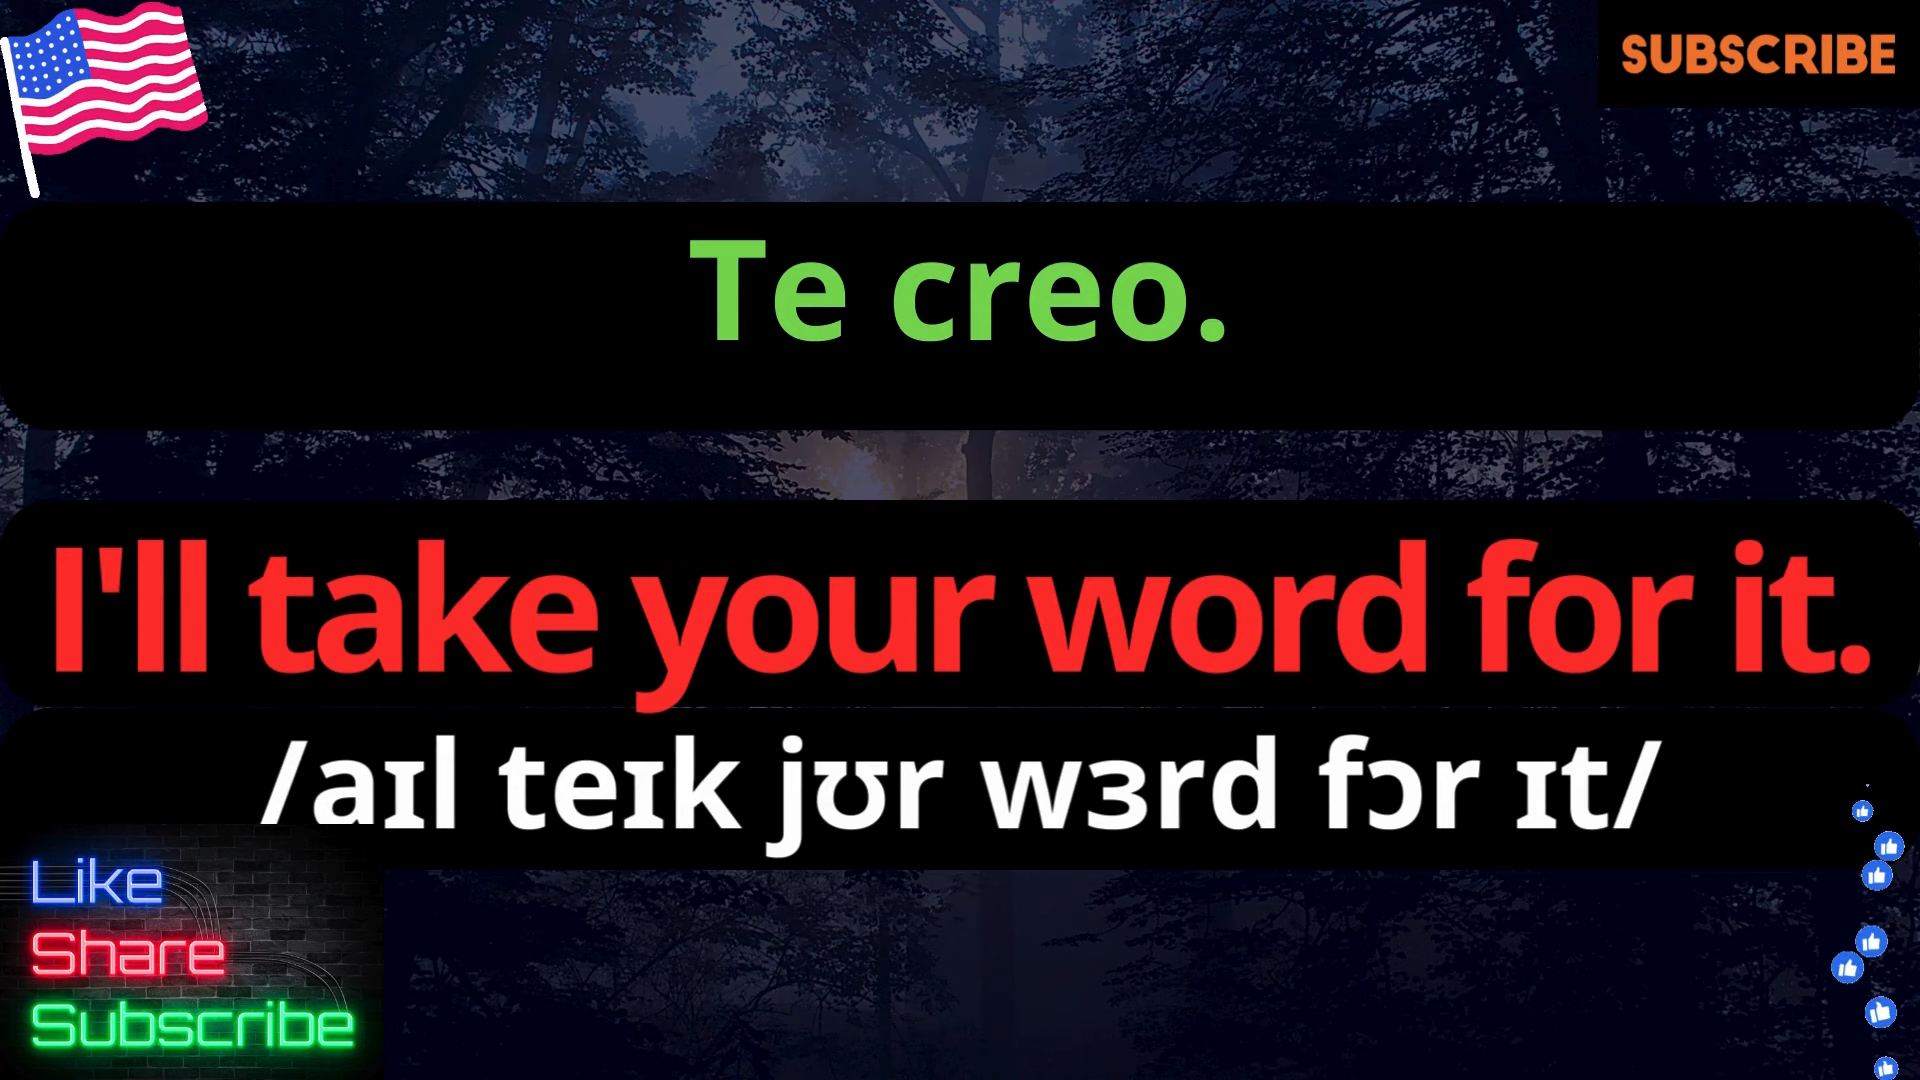 SUBSCRIBE
Te creo.
I'll take your word for it.
/aɪl teɪk jʊr wɜrd fɔr ɪt/
Like
Share
Subscribe